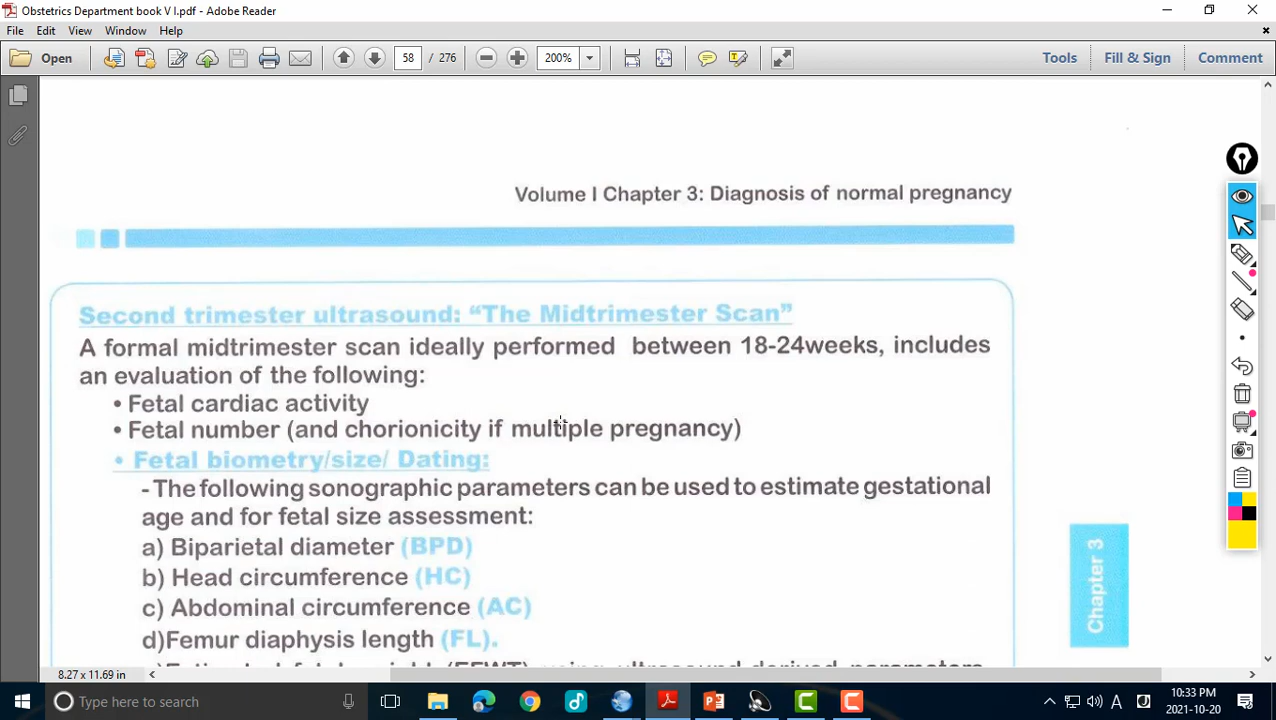 Obstetrics Department book V I.pdf - Adobe Reader
File Edit View Window Help
Open 58 / 276 200% Tools Fill & Sign Comment
Volume I Chapter 3: Diagnosis of normal pregnancy
Second trimester ultrasound: “The Midtrimester Scan”
A formal midtrimester scan ideally performed between 18-24weeks, includes
an evaluation of the following:
• Fetal cardiac activity
• Fetal number (and chorionicity if multiple pregnancy)
• Fetal biometry/size/ Dating:
- The following sonographic parameters can be used to estimate gestational
age and for fetal size assessment:
a) Biparietal diameter (BPD)
b) Head circumference (HC)
c) Abdominal circumference (AC)
d)Femur diaphysis length (FL).
Chapter 3
8.27 x 11.69 in
Type here to search
A
10:33 PM
2021-10-20